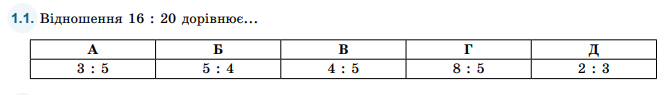 1.1. Відношення 16 : 20 дорівнює...
А Б В Г Д
3 : 5 5 : 4 4 : 5 8 : 5 2 : 3